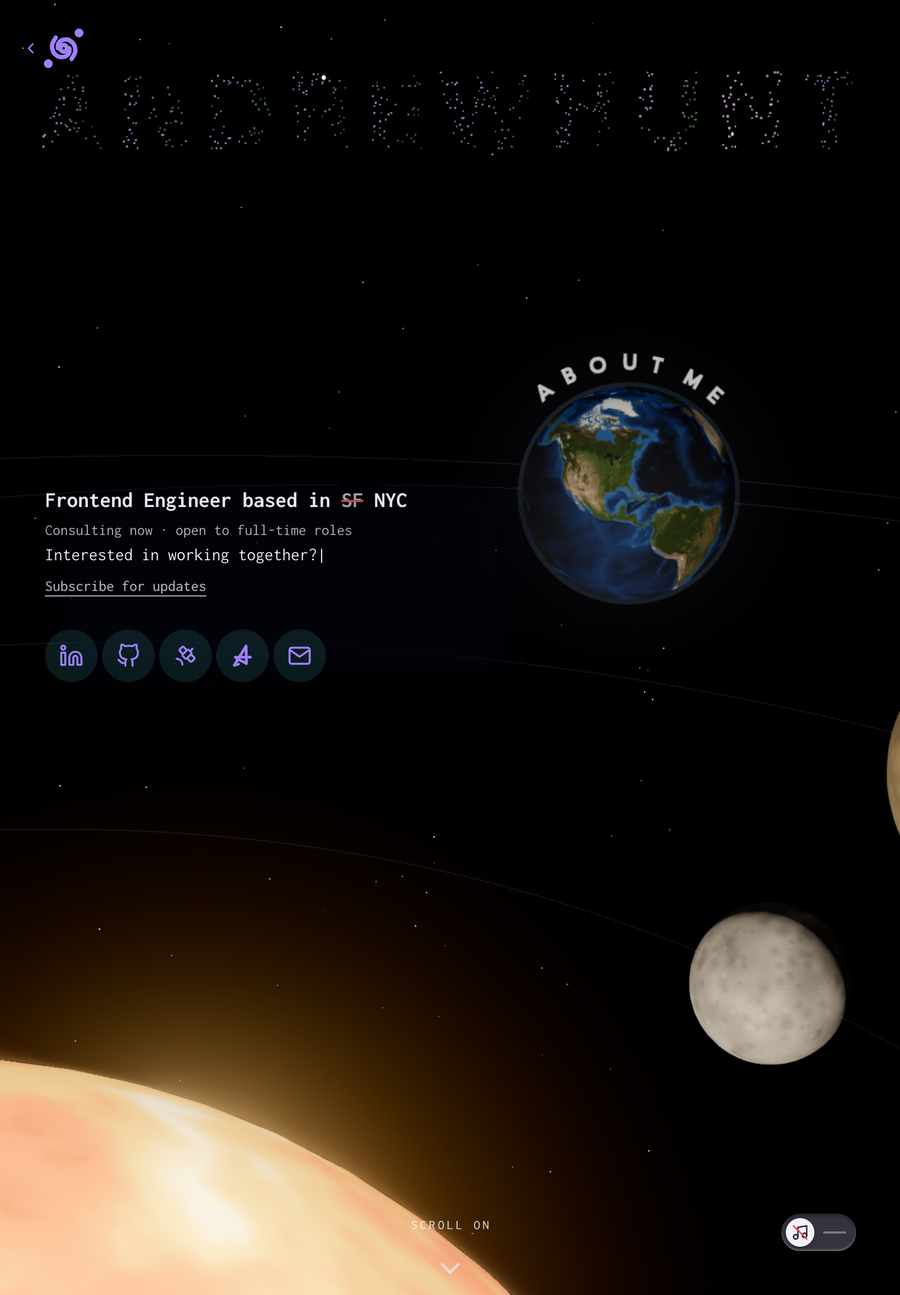 ANDREW HUNT
ABOUT ME
Frontend Engineer based in SF NYC
Consulting now · open to full-time roles
Interested in working together?|
Subscribe for updates
SCROLL ON